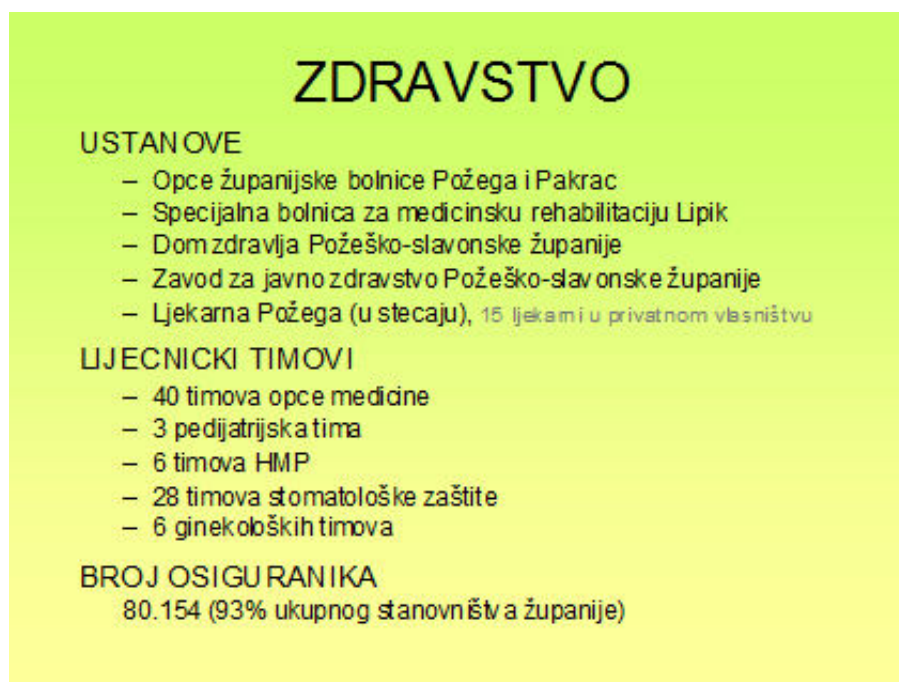 ZDRAVSTVO
USTANOVE
– Opce županijske bolnice Požega i Pakrac
– Specijalna bolnica za medicinsku rehabilitaciju Lipik
– Dom zdravlja Požeško-slavonske županije
– Zavod za javno zdravstvo Požeško-slavonske županije
– Ljekarna Požega (u stecaju), 15 ljekarni u privatnom vlasništvu
LIJECNICKI TIMOVI
– 40 timova opce medicine
– 3 pedijatrijska tima
– 6 timova HMP
– 28 timova stomatološke zaštite
– 6 ginekoloških timova
BROJ OSIGURANIKA
80.154 (93% ukupnog stanovništva županije)